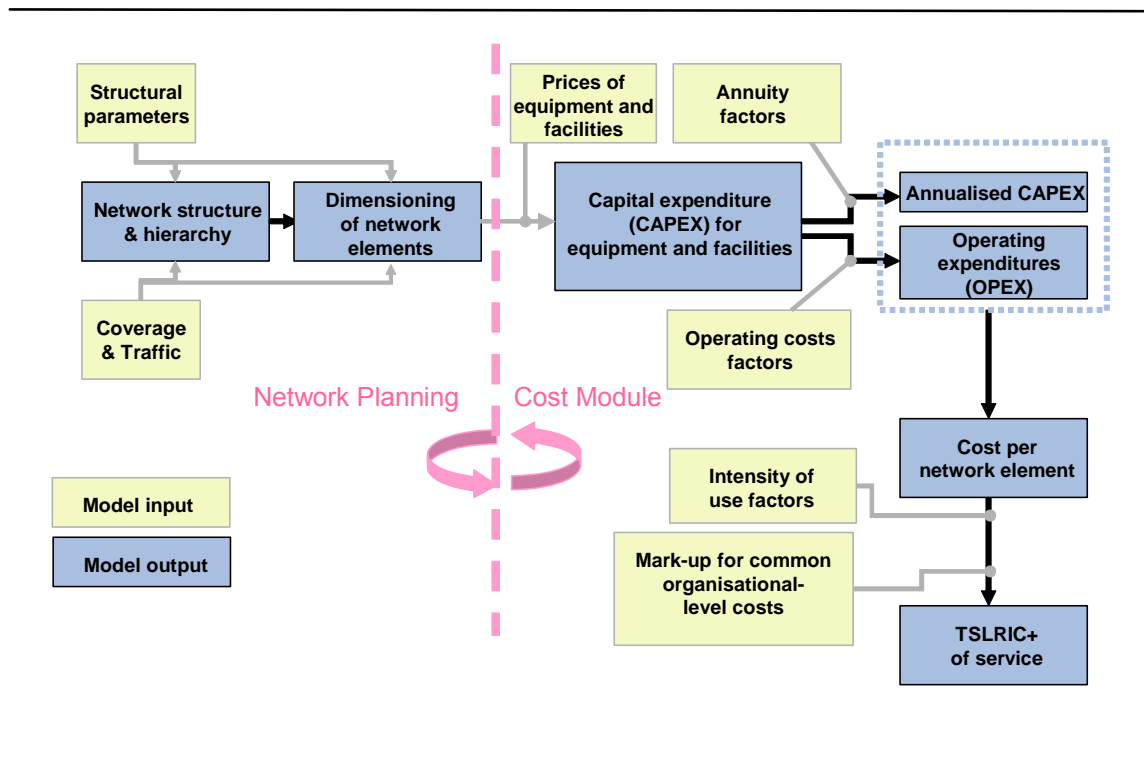 Structural
parameters
Prices of
equipment and
facilities
Annuity
factors
Network structure
& hierarchy
Dimensioning
of network
elements
Capital expenditure
(CAPEX) for
equipment and facilities
Annualised CAPEX
Operating
expenditures
(OPEX)
Coverage
& Traffic
Operating costs
factors
Network Planning
Cost Module
Cost per
network element
Intensity of
use factors
Model input
Model output
Mark-up for common
organisational-
level costs
TSLRIC+
of service